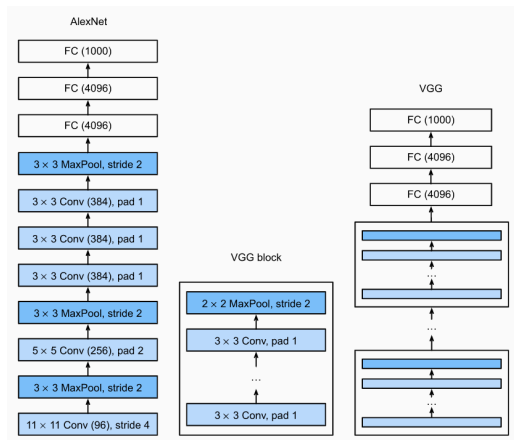 AlexNet
FC (1000)
FC (4096)
FC (4096)
3 × 3 MaxPool, stride 2
3 × 3 Conv (384), pad 1
3 × 3 Conv (384), pad 1
3 × 3 Conv (384), pad 1
3 × 3 MaxPool, stride 2
5 × 5 Conv (256), pad 2
3 × 3 MaxPool, stride 2
11 × 11 Conv (96), stride 4
VGG block
2 × 2 MaxPool, stride 2
3 × 3 Conv, pad 1
...
3 × 3 Conv, pad 1
VGG
FC (1000)
FC (4096)
FC (4096)
...
...
...